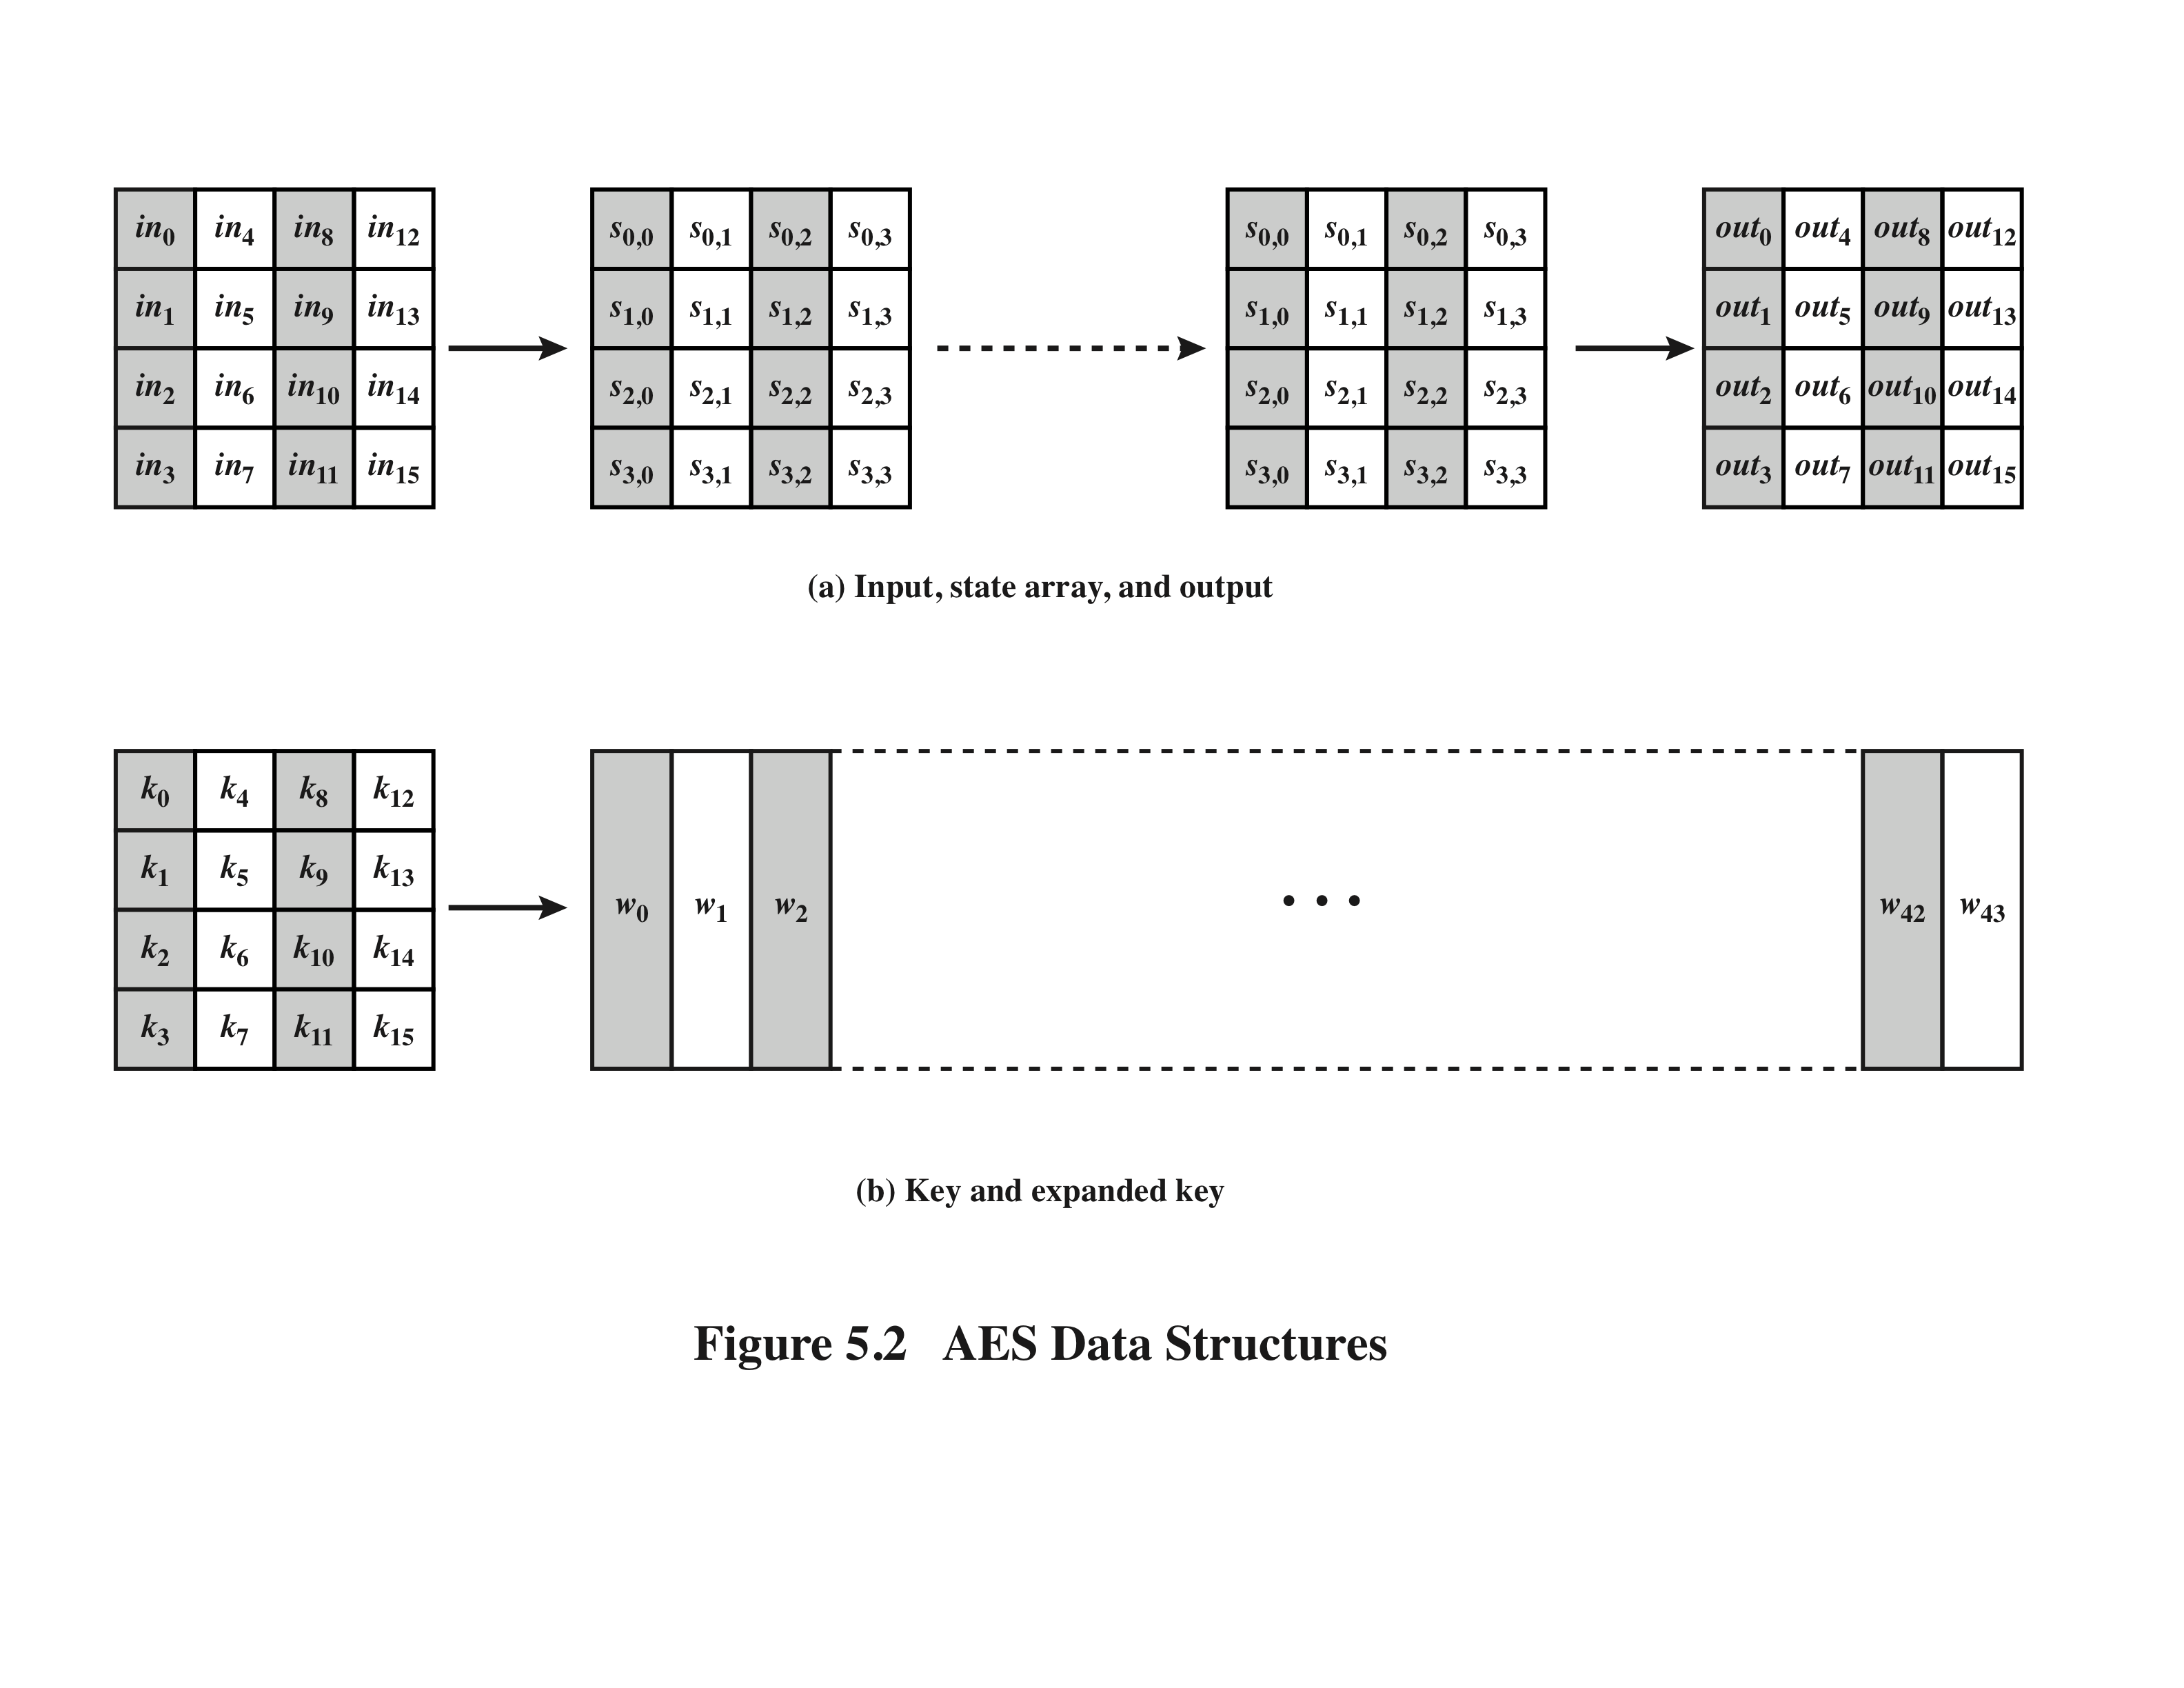 in0 in4 in8 in12 s0,0 s0,1 s0,2 s0,3 s0,0 s0,1 s0,2 s0,3 out0 out4 out8 out12
in1 in5 in9 in13 s1,0 s1,1 s1,2 s1,3 s1,0 s1,1 s1,2 s1,3 out1 out5 out9 out13
in2 in6 in10 in14 s2,0 s2,1 s2,2 s2,3 s2,0 s2,1 s2,2 s2,3 out2 out6 out10 out14
in3 in7 in11 in15 s3,0 s3,1 s3,2 s3,3 s3,0 s3,1 s3,2 s3,3 out3 out7 out11 out15
(a) Input, state array, and output
k0 k4 k8 k12
k1 k5 k9 k13
w0 w1 w2 • • • w42 w43
k2 k6 k10 k14
k3 k7 k11 k15
(b) Key and expanded key
Figure 5.2 AES Data Structures